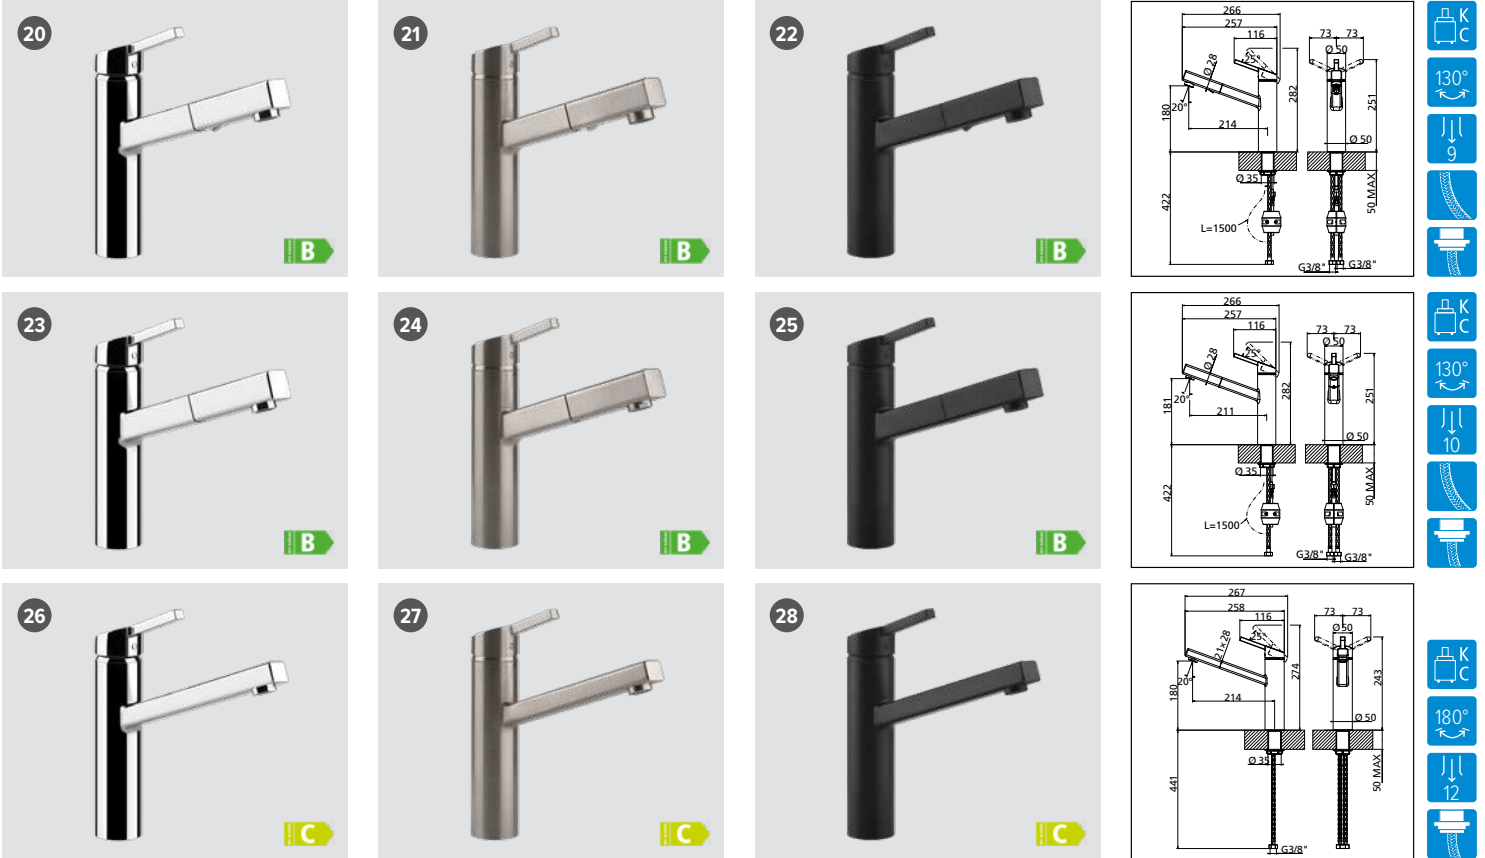 20
21
22
B
B
B
266
257
116
25°
Ø 28
20°
180
214
282
73
73
Ø 50
251
Ø 50
Ø 35
422
L=1500
50 MAX
G3/8"
G3/8"
K
C
130°
9
23
24
25
B
B
B
266
257
116
25°
Ø 28
20°
181
211
282
73
73
Ø 50
251
Ø 50
Ø 35
422
L=1500
50 MAX
G3/8"
G3/8"
K
C
130°
10
26
27
28
C
C
C
267
258
116
25°
21x28
20°
180
214
274
73
73
Ø50
243
Ø 50
Ø 35
441
50 MAX
G3/8"
K
C
180°
12